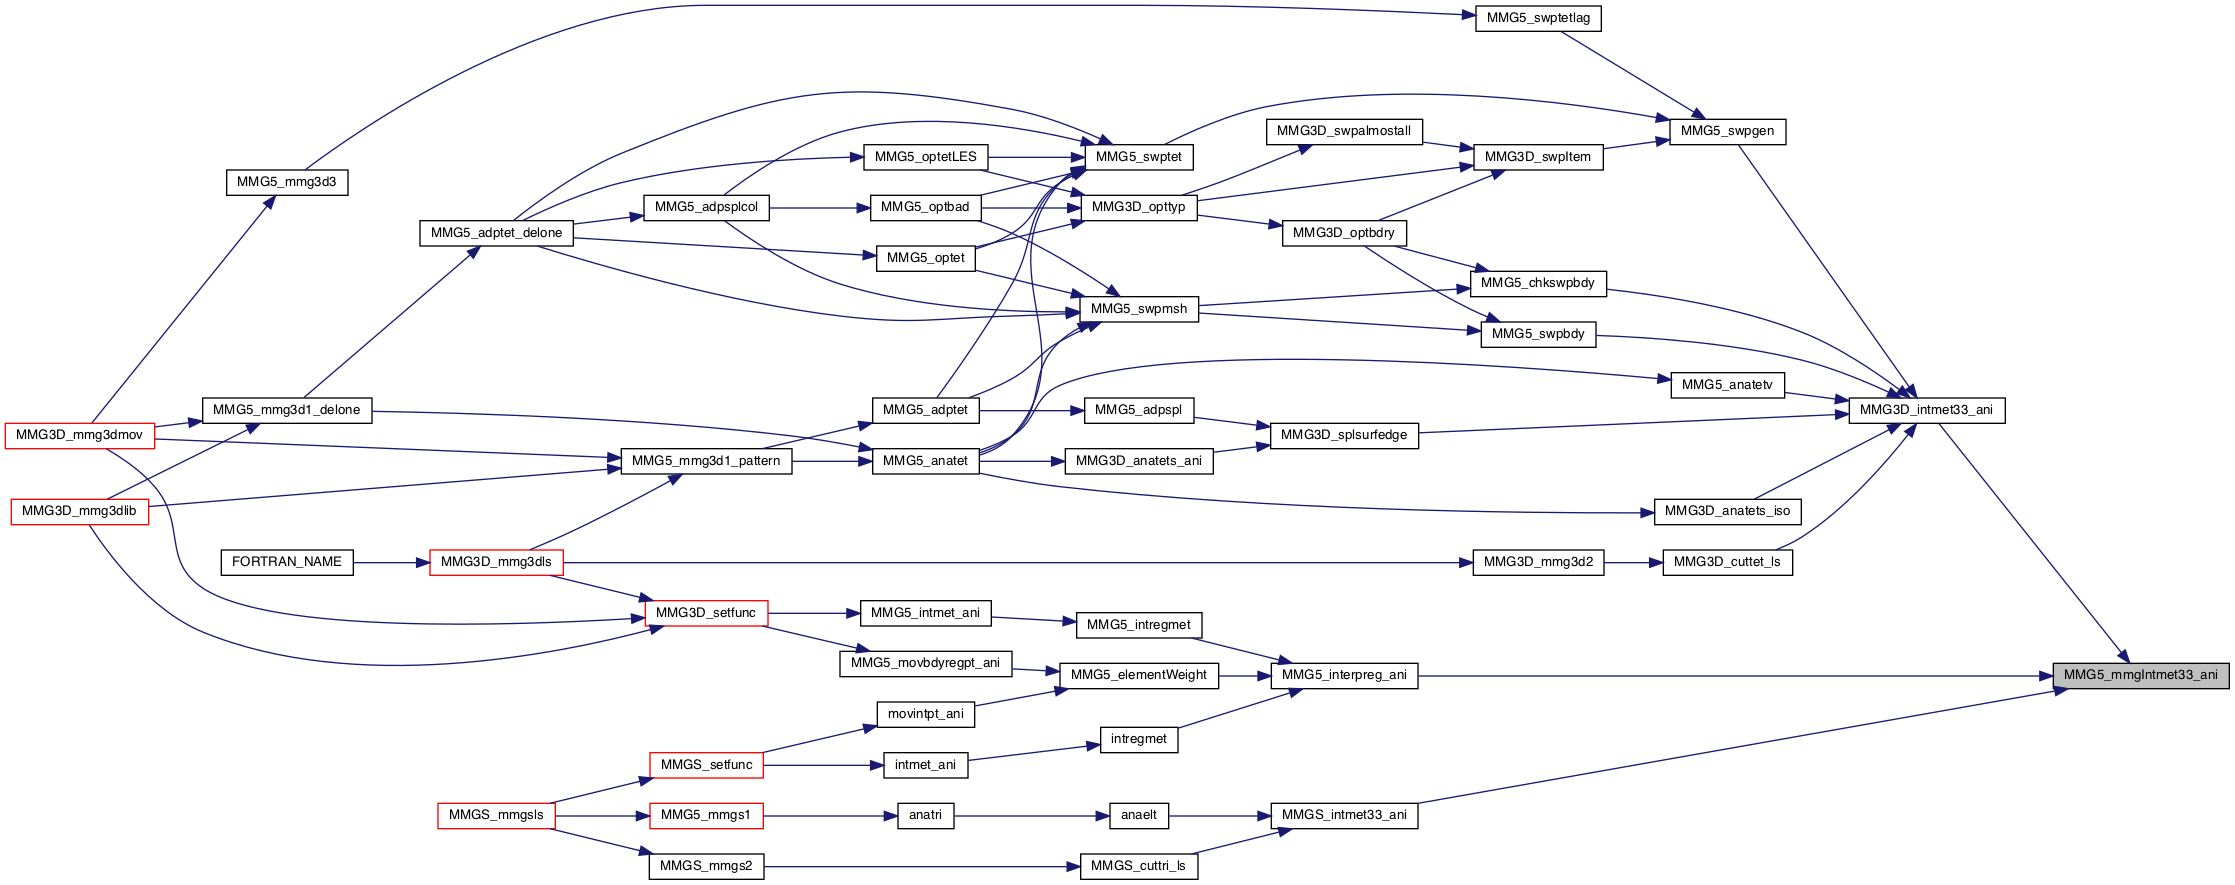 MMG5_swptetlag
MMG5_swpgen
MMG3D_swpalmostall
MMG5_swptet
MMG5_optetLES
MMG3D_swpItem
MMG5_mmg3d3
MMG5_adpsplcol
MMG5_optbad
MMG3D_opttyp
MMG5_adptet_delone
MMG3D_optbdry
MMG5_optet
MMG5_chkswpbdy
MMG5_swpmsh
MMG5_swpbdy
MMG5_anatetv
MMG5_mmg3d1_delone
MMG5_adptet
MMG5_adpspl
MMG3D_intmet33_ani
MMG3D_mmg3dmov
MMG3D_splsurfedge
MMG5_mmg3d1_pattern
MMG5_anatet
MMG3D_anatets_ani
MMG3D_mmg3dlib
MMG3D_anatets_iso
FORTRAN_NAME
MMG3D_mmg3dls
MMG3D_mmg3d2
MMG3D_cuttet_ls
MMG3D_setfunc
MMG5_intmet_ani
MMG5_intregmet
MMG5_movbdyregpt_ani
MMG5_elementWeight
MMG5_interpreg_ani
MMG5_mmgIntmet33_ani
movintpt_ani
intregmet
MMGS_setfunc
intmet_ani
MMGS_mmgsls
MMG5_mmgs1
anatri
anaelt
MMGS_intmet33_ani
MMGS_mmgs2
MMGS_cuttri_ls